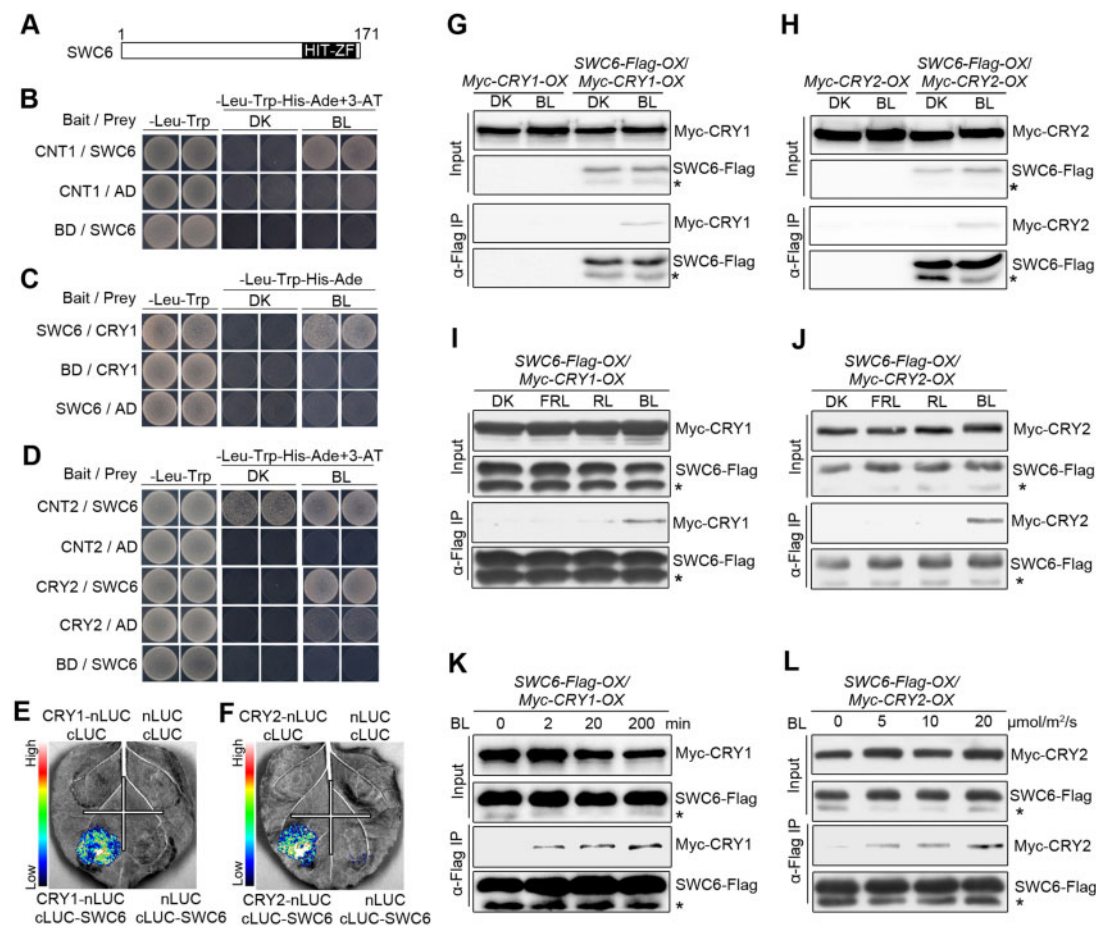 A
1 171
SWC6 HIT-ZF
B
-Leu-Trp-His-Ade+3-AT
Bait / Prey -Leu-Trp DK BL
CNT1 / SWC6
CNT1 / AD
BD / SWC6
C
-Leu-Trp-His-Ade
Bait / Prey -Leu-Trp DK BL
SWC6 / CRY1
BD / CRY1
SWC6 / AD
D
-Leu-Trp-His-Ade+3-AT
Bait / Prey -Leu-Trp DK BL
CNT2 / SWC6
CNT2 / AD
CRY2 / SWC6
CRY2 / AD
BD / SWC6
E
CRY1-nLUC nLUC
cLUC cLUC
High
Low
CRY1-nLUC nLUC
cLUC-SWC6 cLUC-SWC6
F
CRY2-nLUC nLUC
cLUC cLUC
High
Low
CRY2-nLUC nLUC
cLUC-SWC6 cLUC-SWC6
G
SWC6-Flag-OX/
Myc-CRY1-OX Myc-CRY1-OX
DK BL DK BL
Input
Myc-CRY1
SWC6-Flag
*
α-Flag IP
Myc-CRY1
SWC6-Flag
*
H
SWC6-Flag-OX/
Myc-CRY2-OX Myc-CRY2-OX
DK BL DK BL
Input
Myc-CRY2
SWC6-Flag
*
α-Flag IP
Myc-CRY2
SWC6-Flag
*
I
SWC6-Flag-OX/
Myc-CRY1-OX
DK FRL RL BL
Input
Myc-CRY1
SWC6-Flag
*
α-Flag IP
Myc-CRY1
SWC6-Flag
*
J
SWC6-Flag-OX/
Myc-CRY2-OX
DK FRL RL BL
Input
Myc-CRY2
SWC6-Flag
*
α-Flag IP
Myc-CRY2
SWC6-Flag
*
K
SWC6-Flag-OX/
Myc-CRY1-OX
BL 0 2 20 200 min
Input
Myc-CRY1
SWC6-Flag
*
α-Flag IP
Myc-CRY1
SWC6-Flag
*
L
SWC6-Flag-OX/
Myc-CRY2-OX
BL 0 5 10 20 μmol/m²/s
Input
Myc-CRY2
SWC6-Flag
*
α-Flag IP
Myc-CRY2
SWC6-Flag
*